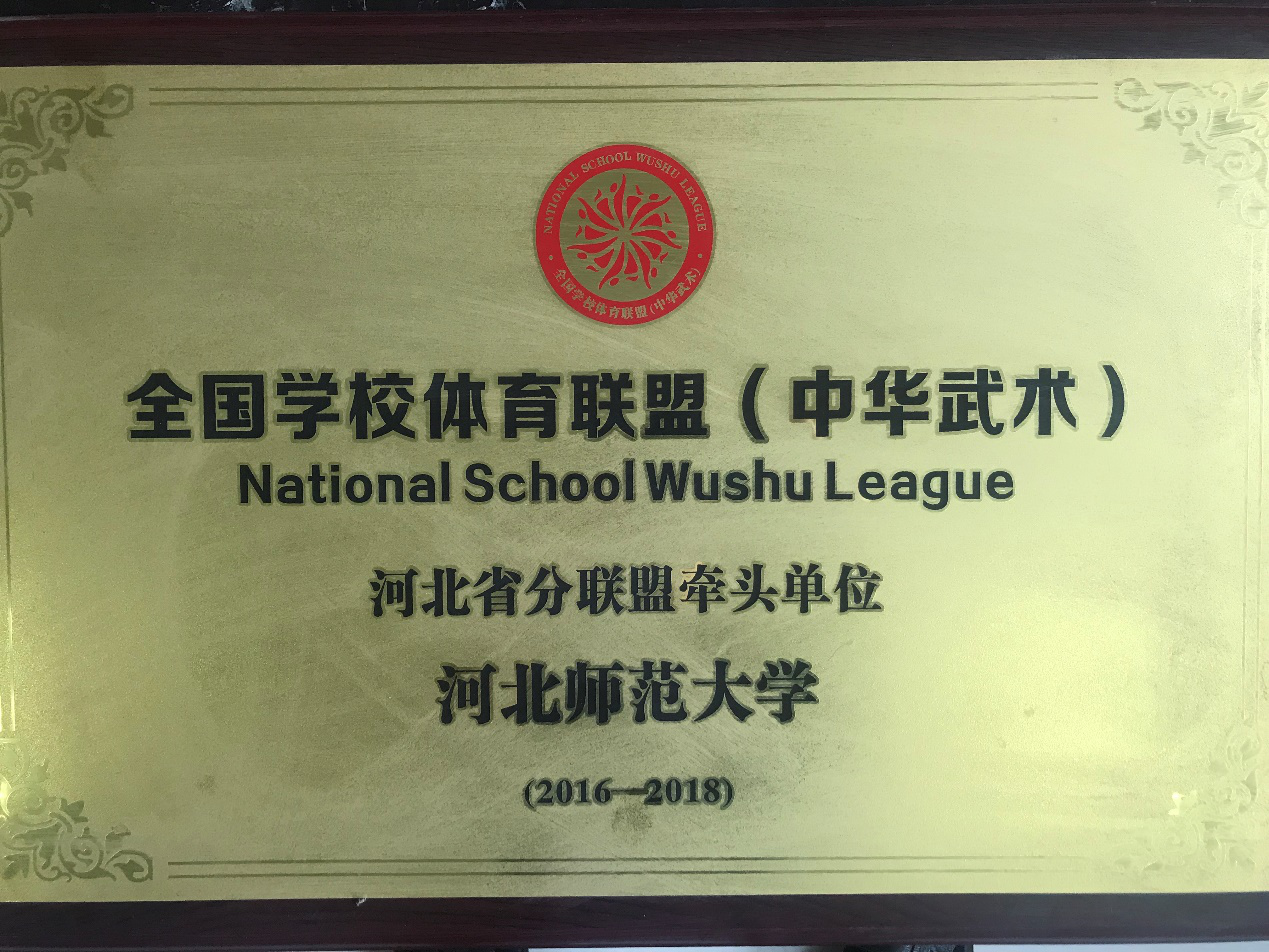 NATIONAL SCHOOL WUSHU LEAGUE
全国学校体育联盟(中华武术)
全国学校体育联盟（中华武术）
National School Wushu League
河北省分联盟牵头单位
河北师范大学
(2016—2018)